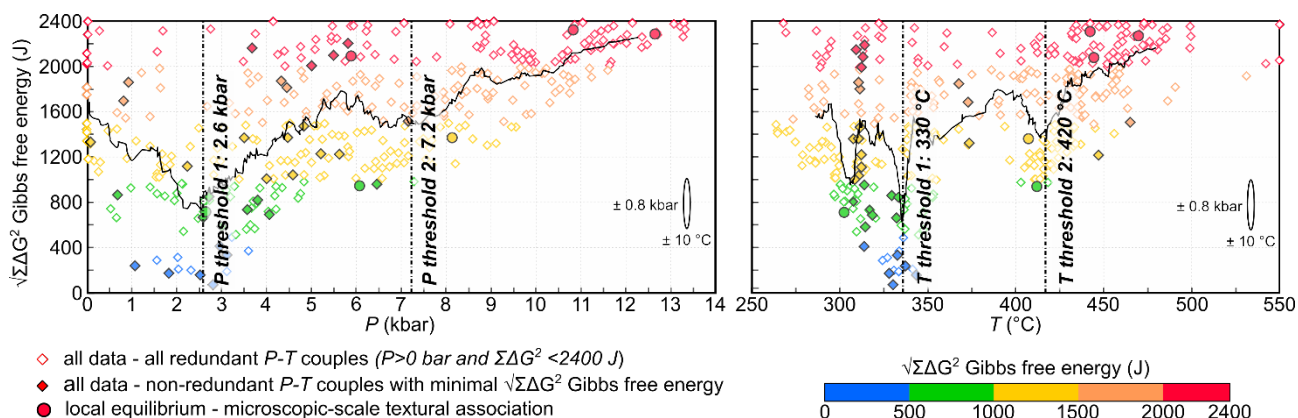 √ΣΔG² Gibbs free energy (J)
2400
2000
1600
1200
800
400
0
P threshold 1: 2.6 kbar
P threshold 2: 7.2 kbar
± 0.8 kbar
± 10 °C
0 1 2 3 4 5 6 7 8 9 10 11 12 13 14
P (kbar)
T threshold 1: 330 °C
T threshold 2: 420 °C
± 0.8 kbar
± 10 °C
250 300 350 400 450 500 550
T (°C)
all data - all redundant P-T couples (P>0 bar and ΣΔG² <2400 J)
all data - non-redundant P-T couples with minimal √ΣΔG² Gibbs free energy
local equilibrium - microscopic-scale textural association
√ΣΔG² Gibbs free energy (J)
0 500 1000 1500 2000 2400